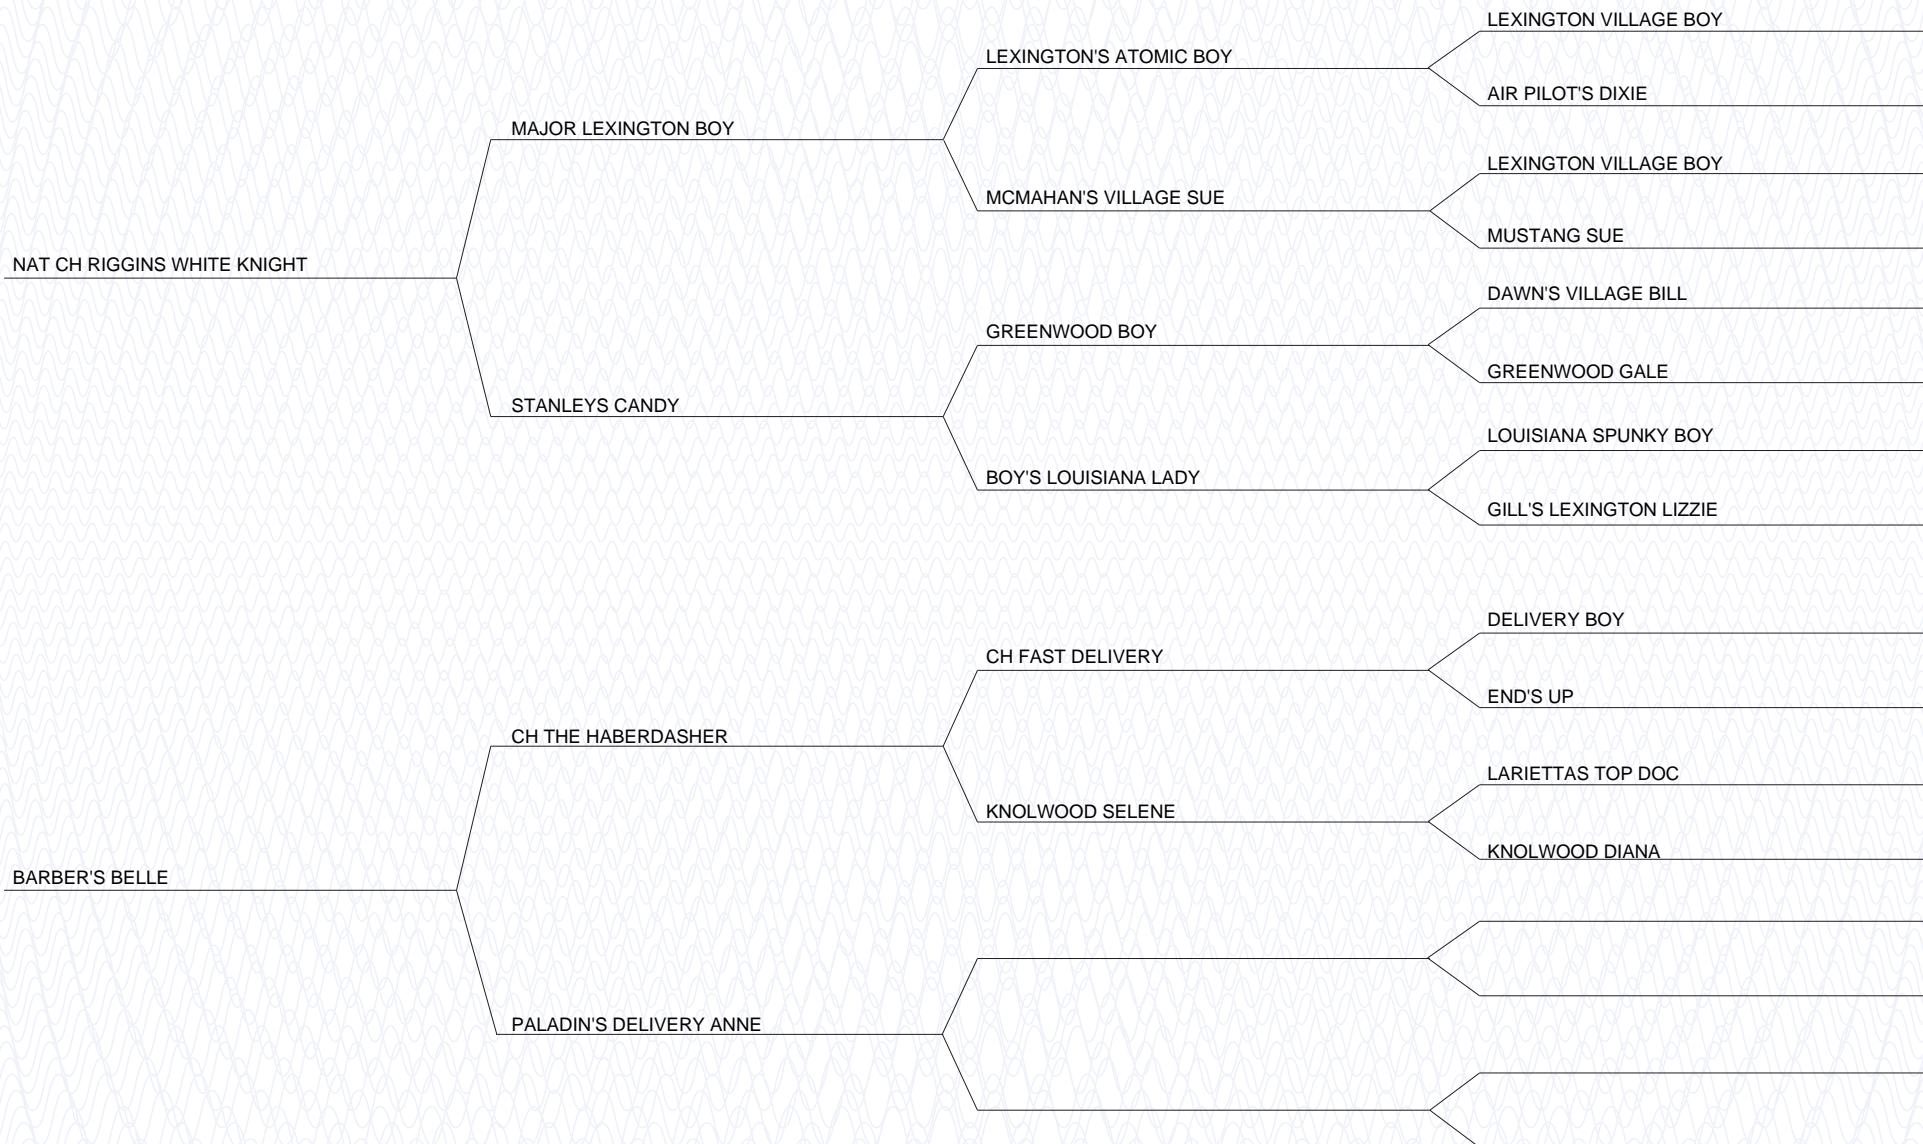 LEXINGTON VILLAGE BOY
LEXINGTON'S ATOMIC BOY
AIR PILOT'S DIXIE
MAJOR LEXINGTON BOY
LEXINGTON VILLAGE BOY
MCMAHAN'S VILLAGE SUE
MUSTANG SUE
NAT CH RIGGINS WHITE KNIGHT
DAWN'S VILLAGE BILL
GREENWOOD BOY
GREENWOOD GALE
STANLEYS CANDY
LOUISIANA SPUNKY BOY
BOY'S LOUISIANA LADY
GILL'S LEXINGTON LIZZIE
DELIVERY BOY
CH FAST DELIVERY
END'S UP
CH THE HABERDASHER
LARIETTAS TOP DOC
KNOLWOOD SELENE
KNOLWOOD DIANA
BARBER'S BELLE
PALADIN'S DELIVERY ANNE